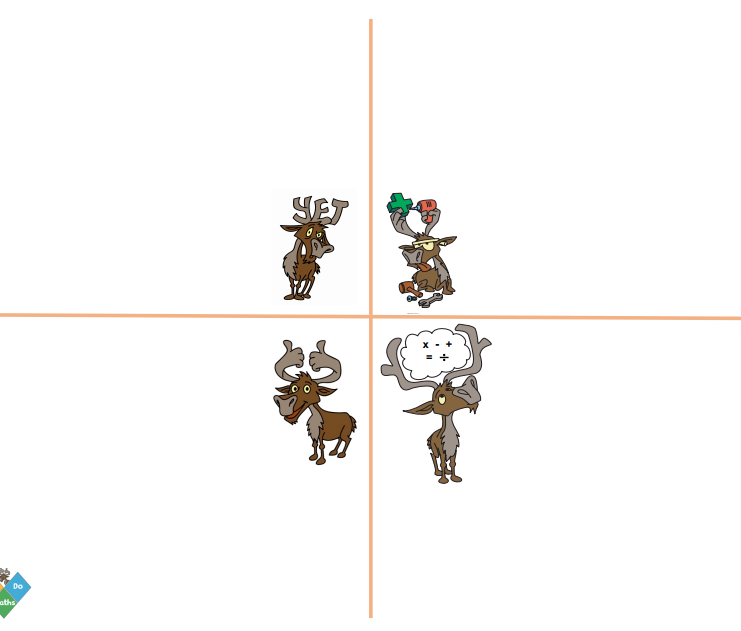 YET
x - +
= ÷
Do
aths